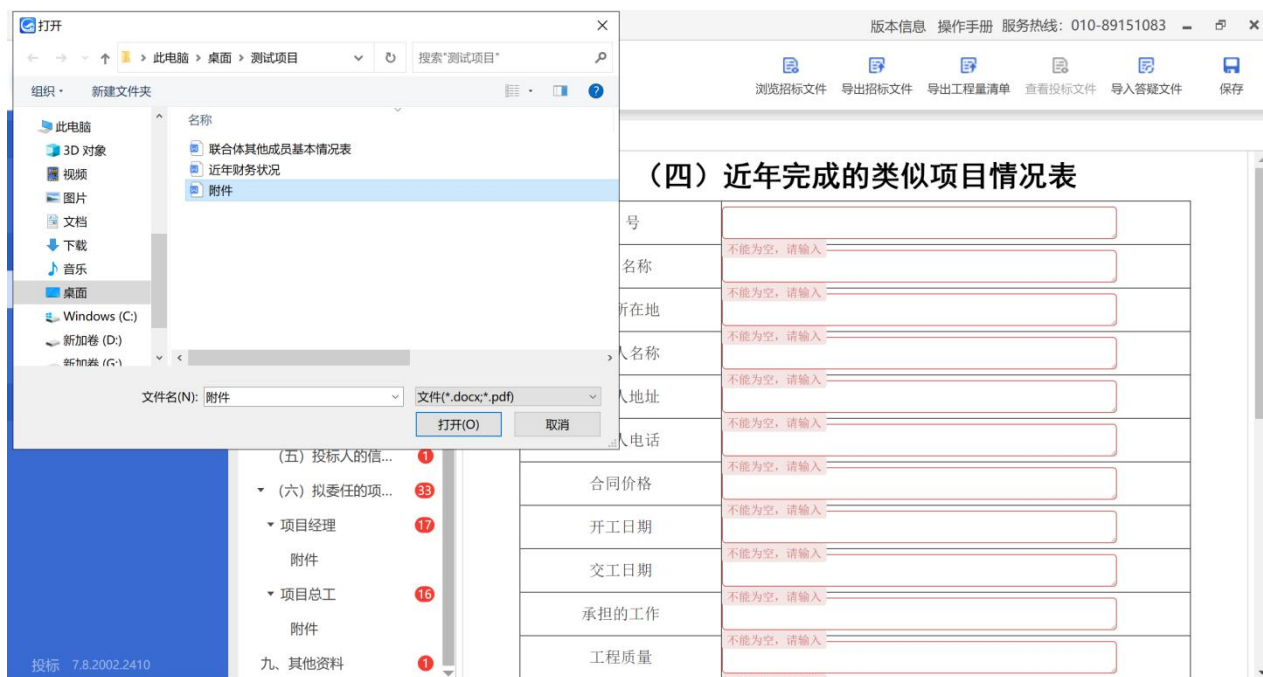 打开
版本信息 操作手册 服务热线：010-89151083
此电脑 › 桌面 › 测试项目
搜索"测试项目"
组织 新建文件夹
浏览招标文件 导出招标文件 导出工程量清单 查看投标文件 导入答疑文件 保存
名称
此电脑
3D 对象
视频
图片
文档
下载
音乐
桌面
Windows (C:)
新加卷 (D:)
新加卷 (G:)
联合体其他成员基本情况表
近年财务状况
附件
文件名(N): 附件
文件(*.docx;*.pdf)
打开(O) 取消
（四）近年完成的类似项目情况表
号
不能为空，请输入
名称
不能为空，请输入
所在地
不能为空，请输入
人名称
不能为空，请输入
人地址
不能为空，请输入
人电话
不能为空，请输入
合同价格
不能为空，请输入
开工日期
不能为空，请输入
交工日期
不能为空，请输入
承担的工作
不能为空，请输入
工程质量
（五）投标人的信... 1
（六）拟委任的项... 33
项目经理 17
附件
项目总工 16
附件
九、其他资料 1
投标 7.8.2002.2410